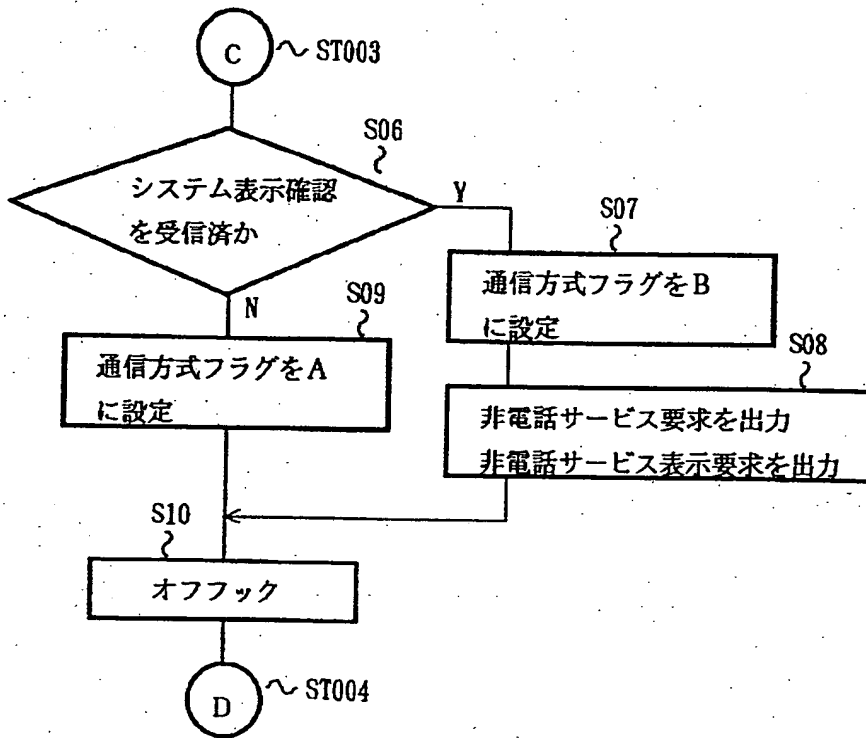 C
ST003
S06
システム表示確認
を受信済か
Y
N
S07
通信方式フラグをB
に設定
S09
通信方式フラグをA
に設定
S08
非電話サービス要求を出力
非電話サービス表示要求を出力
S10
オフフック
D
ST004